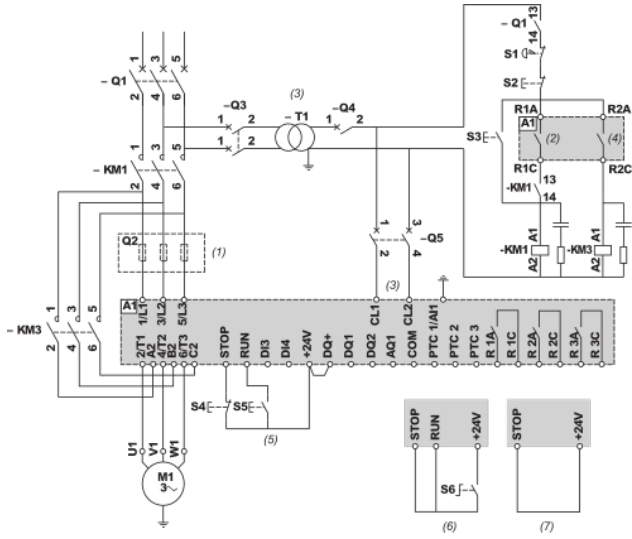 1 3 5
– Q1
2 4 6
–Q3
1 2
1 2
(3)
– T1
–Q4
1 2
13
– Q1
14
S1
S2
R1A R2A
A1
S3
(2) (4)
R1C R2C
13
-KM1
14
A1 A1
-KM1 -KM3
A2 A2
– KM1
2 4 6
Q2
(1)
1 3
–Q5
2 4
(3)
A1
1/L1 3/L2 5/L3 CL1 CL2 PTC 1/AI1
2/T1 A2 4/T2 B2 6/T3 C2 STOP RUN DI3 DI4 +24V DQ+ DQ1 DQ2 AQ1 COM PTC 2 PTC 3 R 1A R 1C R 2A R 2C R 3A R 3C
1 3 5
– KM3
2 4 6
S4 S5
(5)
U1 V1 W1
M1
3~
STOP RUN +24V
S6
(6)
STOP +24V
(7)